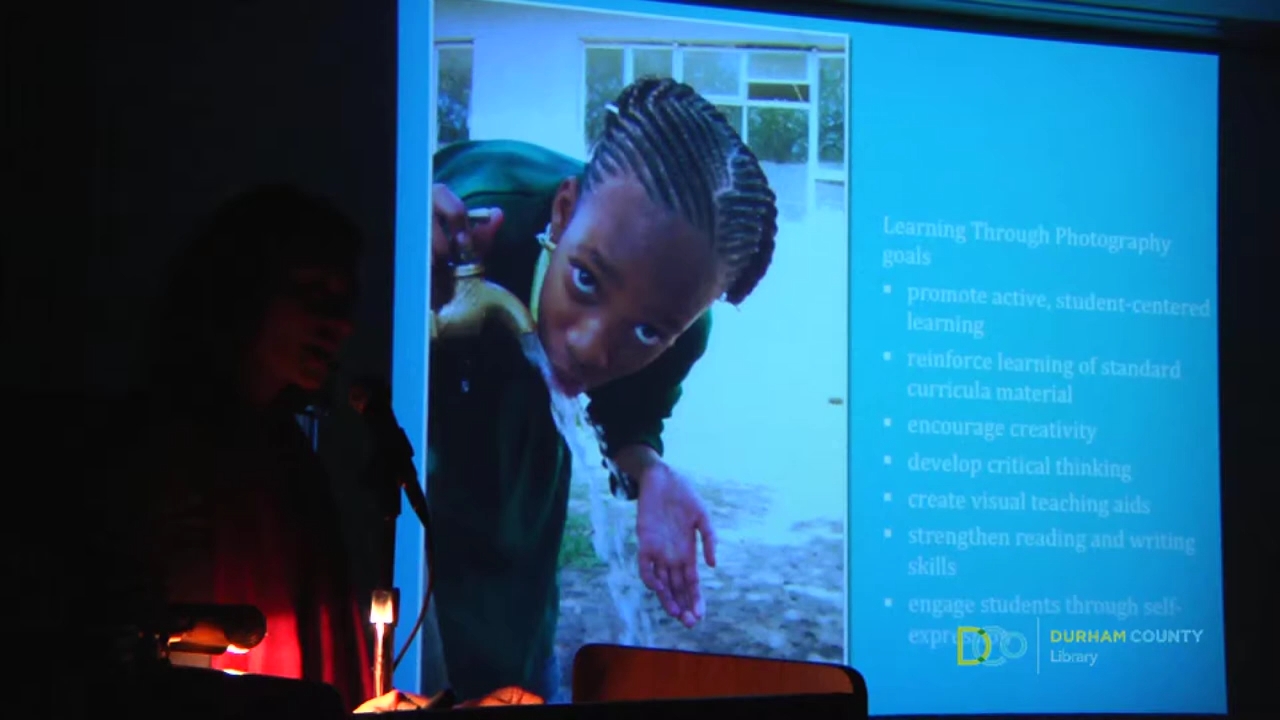 Learning Through Photography
goals
▪ promote active, student-centered
learning
▪ reinforce learning of standard
curricula material
▪ encourage creativity
▪ develop critical thinking
▪ create visual teaching aids
▪ strengthen reading and writing
skills
▪ engage students through self-
expression
DURHAM COUNTY
Library